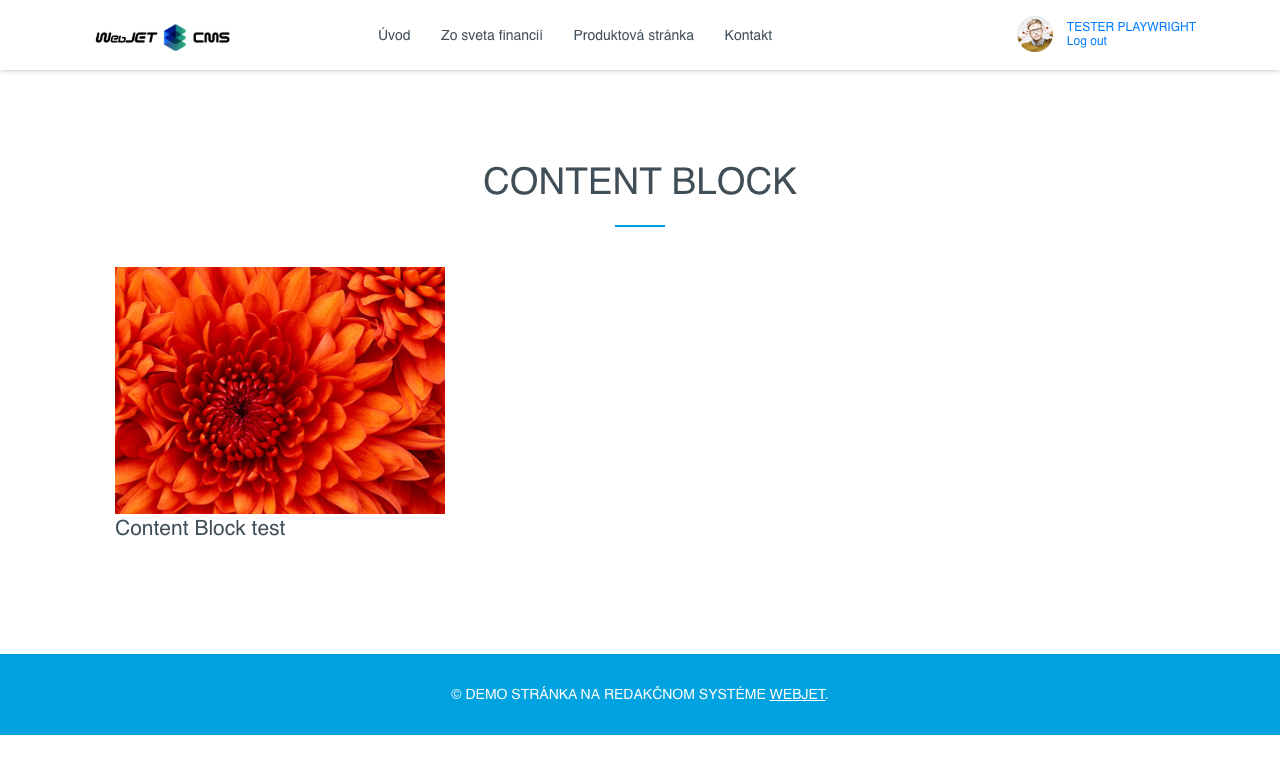 WebJET CMS
Úvod
Zo sveta financií
Produktová stránka
Kontakt
TESTER PLAYWRIGHT
Log out
CONTENT BLOCK
Content Block test
© DEMO STRÁNKA NA REDAKČNOM SYSTÉME WEBJET.